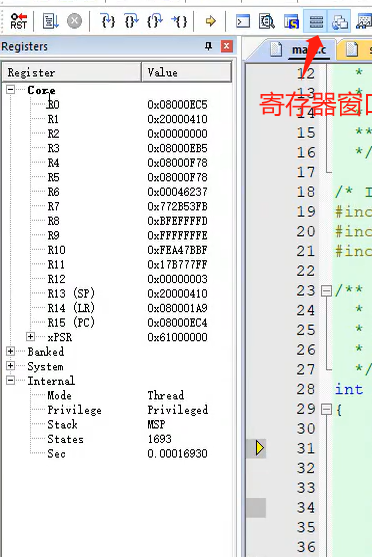 RST
{} {} {} {}
Registers
Register Value
Core
R0 0x08000EC5
R1 0x20000410
R2 0x00000000
R3 0x08000EB5
R4 0x08000F78
R5 0x08000F78
R6 0x00046237
R7 0x772B53FB
R8 0xBFEFFFFD
R9 0xFFFFFFFE
R10 0xFEA47BBF
R11 0x17B777FF
R12 0x00000003
R13 (SP) 0x20000410
R14 (LR) 0x080001A9
R15 (PC) 0x08000EC4
xPSR 0x61000000
Banked
System
Internal
Mode Thread
Privilege Privileged
Stack MSP
States 1693
Sec 0.00016930
main.c
寄存器窗口
12 *
13
14
15 **
16 */
17
18 /* I
19 #inc
20 #inc
21 #inc
22
23 /**
24 *
25 *
26 *
27 */
28 int
29 {
30
31
32
33
34
35
36